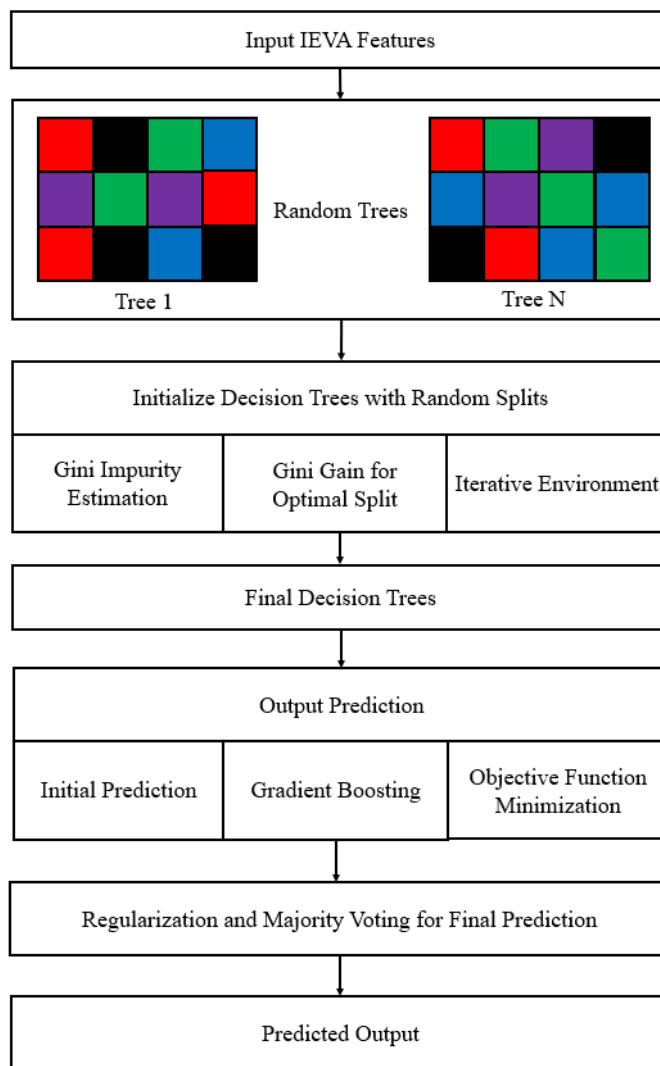 Input IEVA Features
Random Trees
Tree 1
Tree N
Initialize Decision Trees with Random Splits
Gini Impurity
Estimation
Gini Gain for
Optimal Split
Iterative Environment
Final Decision Trees
Output Prediction
Initial Prediction
Gradient Boosting
Objective Function
Minimization
Regularization and Majority Voting for Final Prediction
Predicted Output